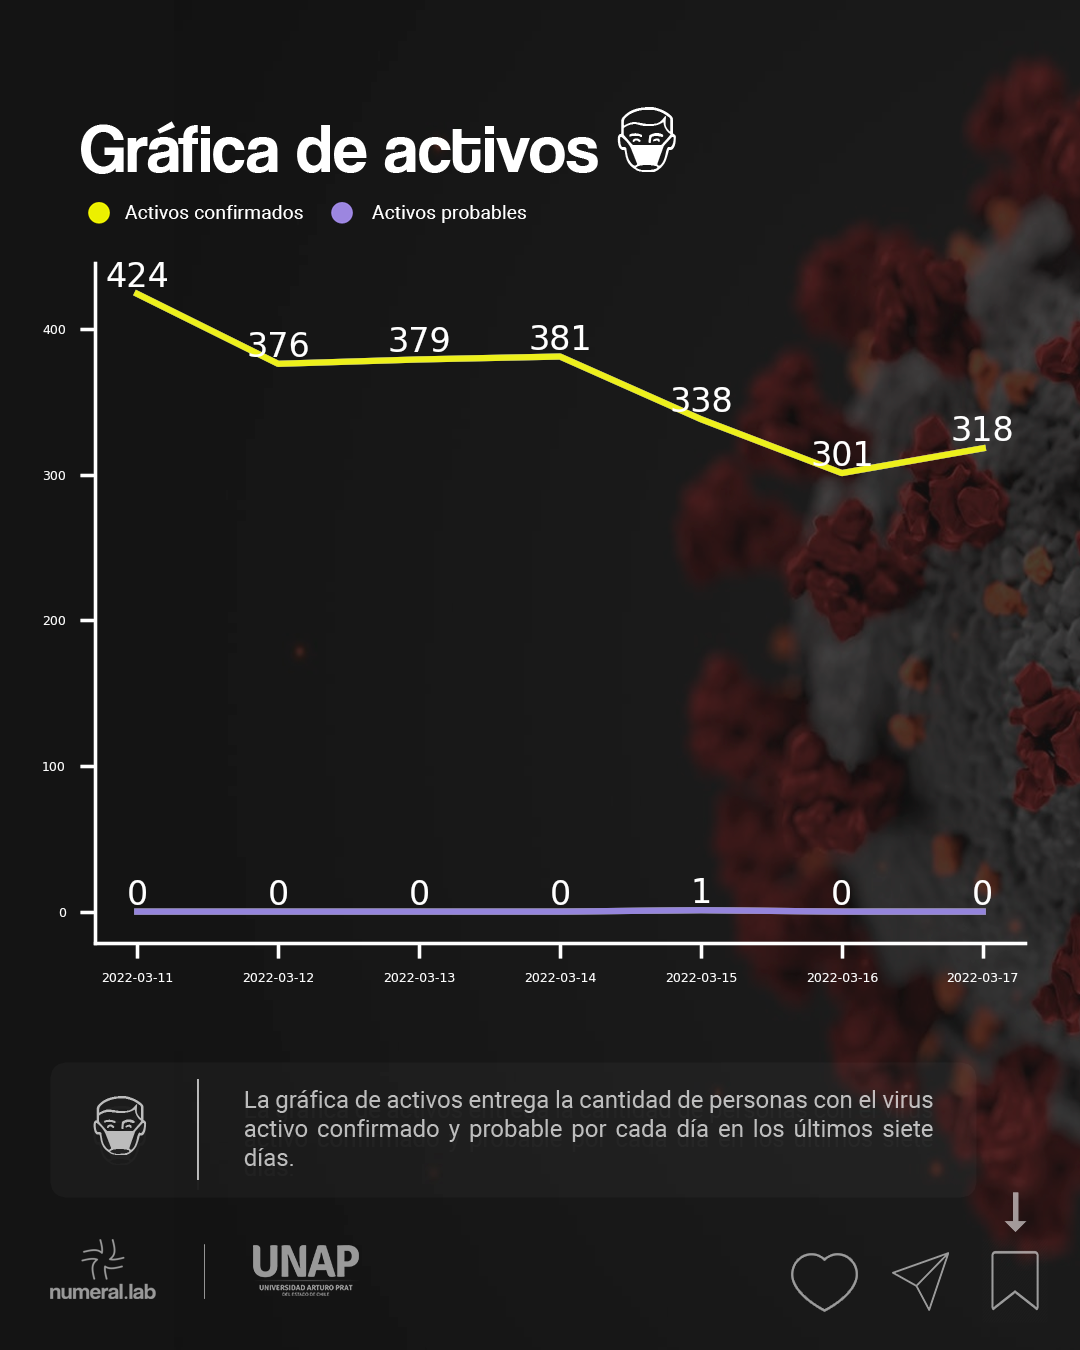 Gráfica de activos
Activos confirmados Activos probables
424
376 379 381
338
301
318
400
300
200
100
0
0 0 0 0 1 0 0
2022-03-11 2022-03-12 2022-03-13 2022-03-14 2022-03-15 2022-03-16 2022-03-17
La gráfica de activos entrega la cantidad de personas con el virus
activo confirmado y probable por cada día en los últimos siete
días.
numeral.lab
UNAP
UNIVERSIDAD ARTURO PRAT
DEL ESTADO DE CHILE